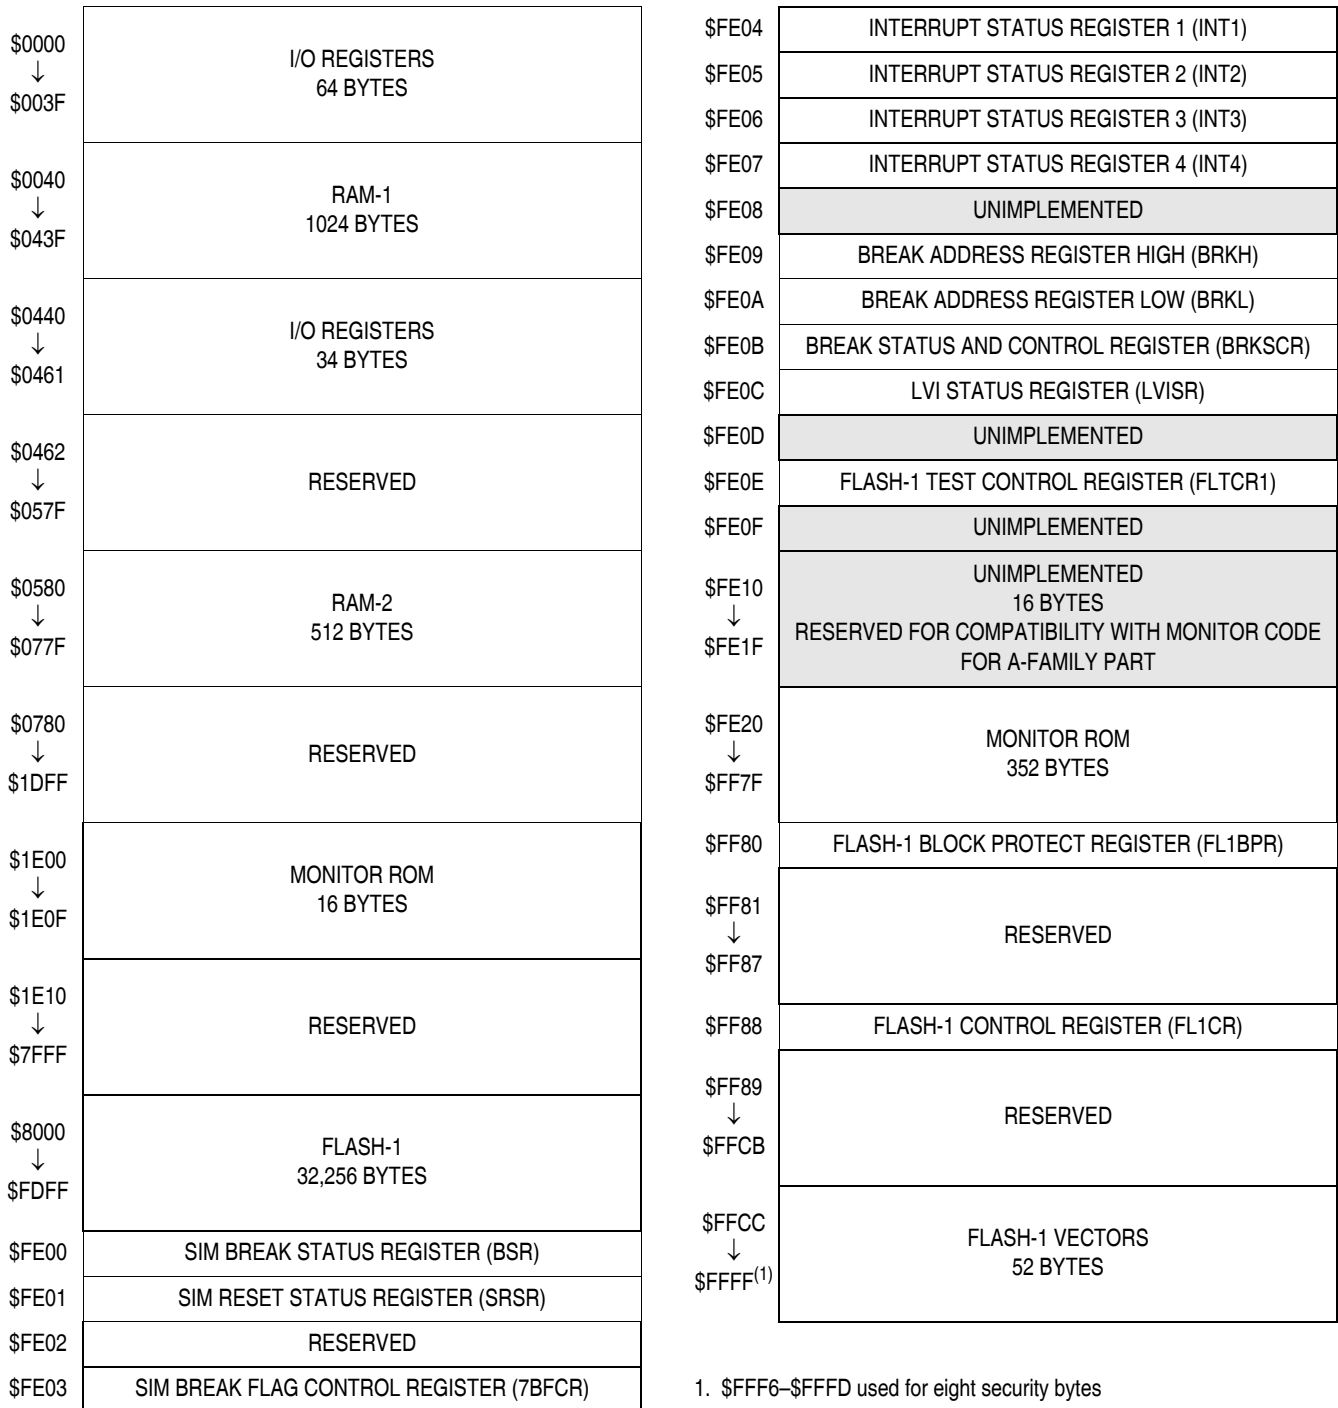 $0000
↓
$003F
I/O REGISTERS
64 BYTES
$0040
↓
$043F
RAM-1
1024 BYTES
$0440
↓
$0461
I/O REGISTERS
34 BYTES
$0462
↓
$057F
RESERVED
$0580
↓
$077F
RAM-2
512 BYTES
$0780
↓
$1DFF
RESERVED
$1E00
↓
$1E0F
MONITOR ROM
16 BYTES
$1E10
↓
$7FFF
RESERVED
$8000
↓
$FDFF
FLASH-1
32,256 BYTES
$FE00 SIM BREAK STATUS REGISTER (BSR)
$FE01 SIM RESET STATUS REGISTER (SRSR)
$FE02 RESERVED
$FE03 SIM BREAK FLAG CONTROL REGISTER (7BFCR)
$FE04 INTERRUPT STATUS REGISTER 1 (INT1)
$FE05 INTERRUPT STATUS REGISTER 2 (INT2)
$FE06 INTERRUPT STATUS REGISTER 3 (INT3)
$FE07 INTERRUPT STATUS REGISTER 4 (INT4)
$FE08 UNIMPLEMENTED
$FE09 BREAK ADDRESS REGISTER HIGH (BRKH)
$FE0A BREAK ADDRESS REGISTER LOW (BRKL)
$FE0B BREAK STATUS AND CONTROL REGISTER (BRKSCR)
$FE0C LVI STATUS REGISTER (LVISR)
$FE0D UNIMPLEMENTED
$FE0E FLASH-1 TEST CONTROL REGISTER (FLTCR1)
$FE0F UNIMPLEMENTED
$FE10
↓
$FE1F
UNIMPLEMENTED
16 BYTES
RESERVED FOR COMPATIBILITY WITH MONITOR CODE
FOR A-FAMILY PART
$FE20
↓
$FF7F
MONITOR ROM
352 BYTES
$FF80 FLASH-1 BLOCK PROTECT REGISTER (FL1BPR)
$FF81
↓
$FF87
RESERVED
$FF88 FLASH-1 CONTROL REGISTER (FL1CR)
$FF89
↓
$FFCB
RESERVED
$FFCC
↓
$FFFF(1)
FLASH-1 VECTORS
52 BYTES
1. $FFF6–$FFFD used for eight security bytes